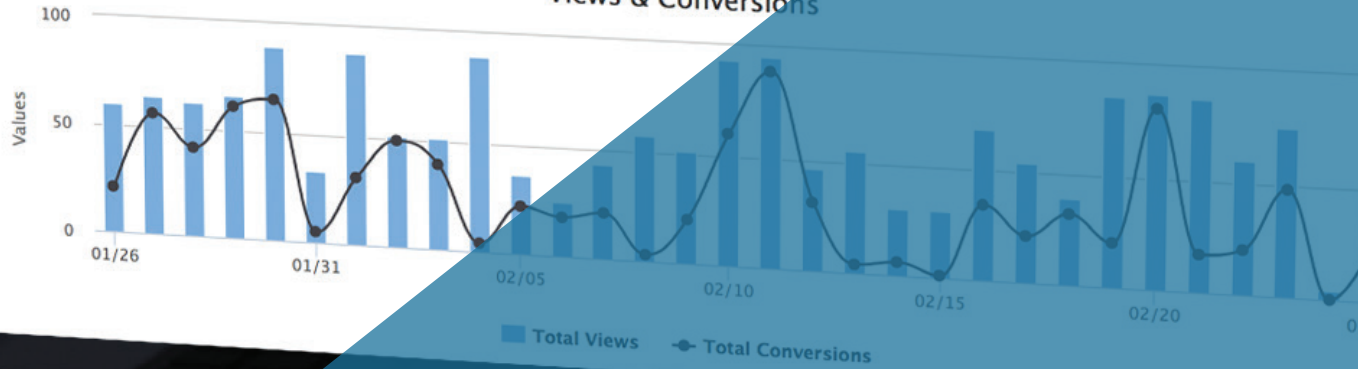 Views & Conversions
100
50
0
Values
01/26
01/31
02/05
02/10
02/15
02/20
Total Views
Total Conversions